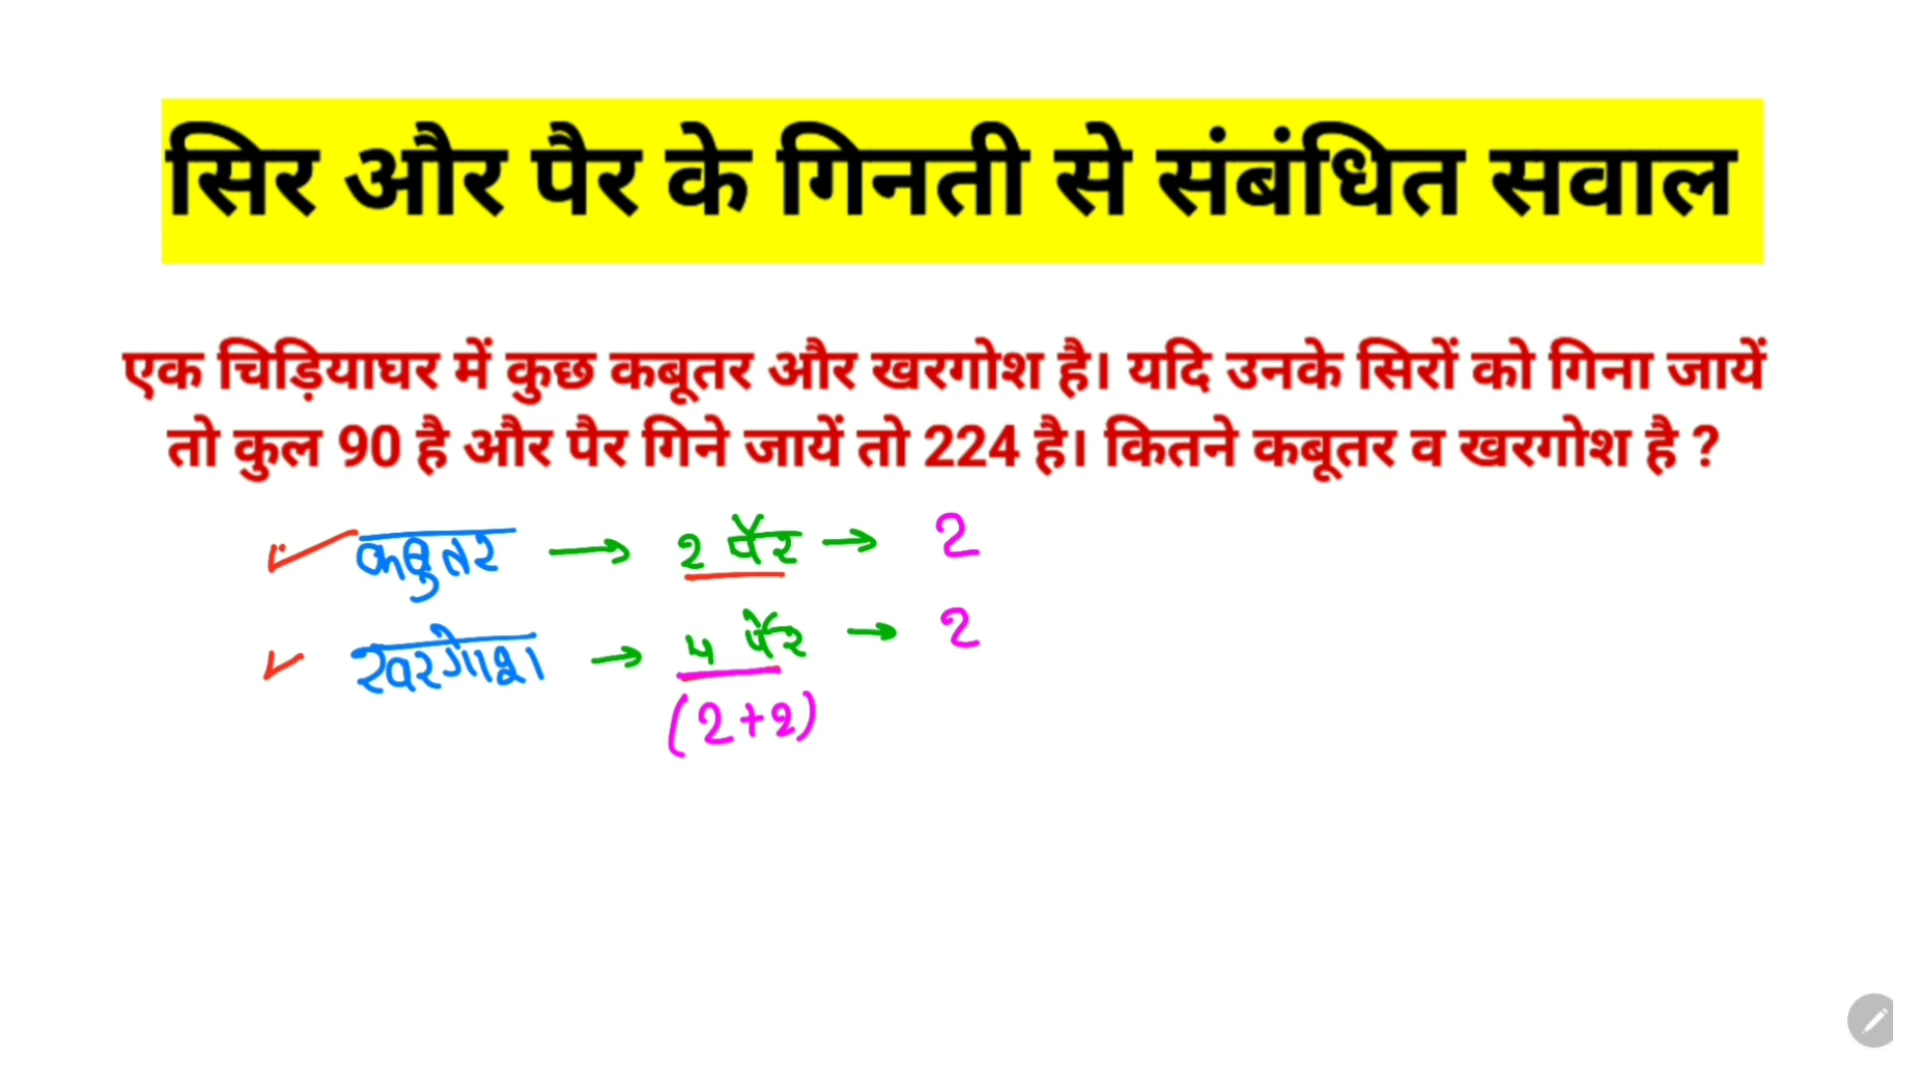 सिर और पैर के गिनती से संबंधित सवाल
एक चिड़ियाघर में कुछ कबूतर और खरगोश है। यदि उनके सिरों को गिना जायें
तो कुल 90 है और पैर गिने जायें तो 224 है। कितने कबूतर व खरगोश है ?
कबुतर → 2 पैर → 2
खरगोश → 4 पैर → 2
(2+2)